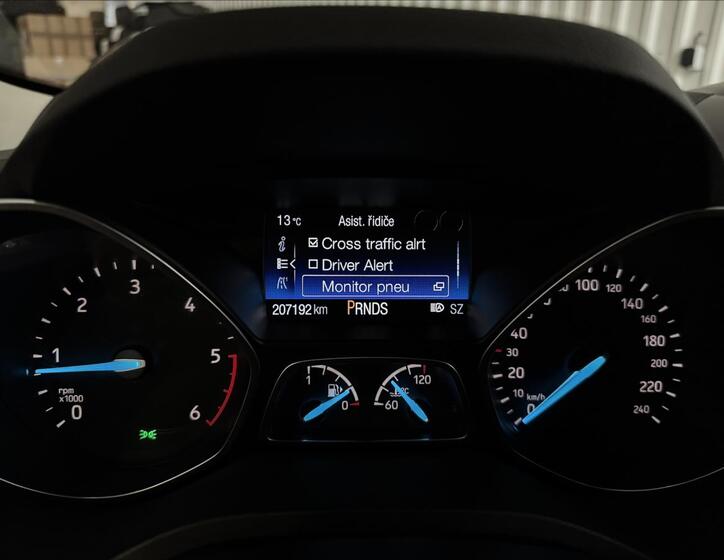 13 °C Asist. řidiče
Cross traffic alrt
Driver Alert
Monitor pneu
207192 km PRNDS SZ
0 1 2 3 4 5 6
rpm
x1000
1 0
60 120
°C
0 10 20 30 40 100 120 140 160 180 200 220 240
km/h